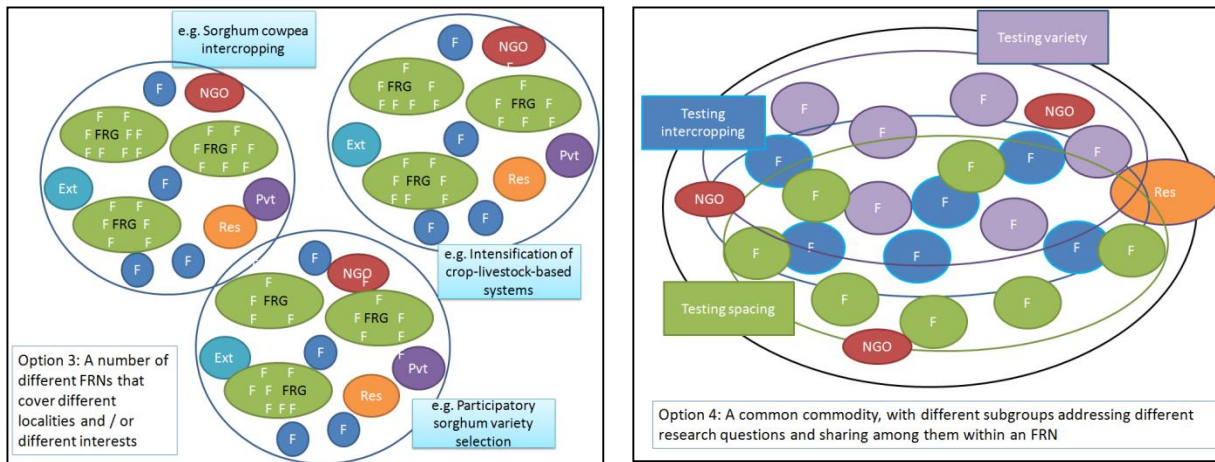 e.g. Sorghum cowpea
intercropping
F
NGO
F
F FRG F F
F F F
F
F FRG F
F F F
Ext
F
F
F FRG
F F F
Res
Pvt
F
F
F
NGO
F
F
FRG
F F F F
F
FRG F
F F F
Ext
F
Pvt
F
FRG
F F F F
Res
F
F
e.g. Intensification of
crop-livestock-based
systems
F
NGO
F
F
F FRG
F F
F
F FRG F
F F
Ext
F
F
Pvt
F
F F FRG
F F F
Res
F
F
e.g. Participatory
sorghum variety
selection
Option 3: A number of
different FRNs that
cover different
localities and / or
different interests
Testing variety
Testing
intercropping
F
F
F
NGO
F
F
F
F
F
NGO
F
F
F
F
Res
F
F
F
F
F
Testing spacing
F
F
F
NGO
Option 4: A common commodity, with different subgroups addressing different
research questions and sharing among them within an FRN